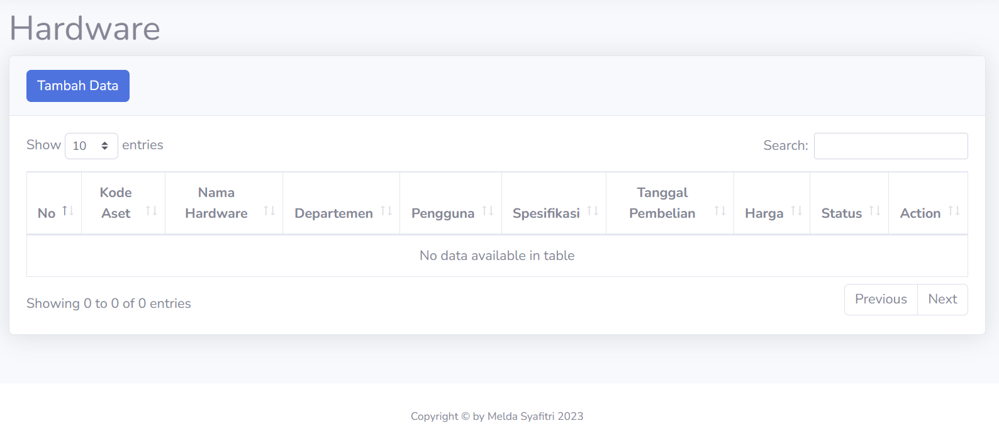 Hardware
Tambah Data
Show 10 entries
Search:
No
Kode Aset
Nama Hardware
Departemen
Pengguna
Spesifikasi
Tanggal Pembelian
Harga
Status
Action
No data available in table
Showing 0 to 0 of 0 entries
Previous
Next
Copyright © by Melda Syafitri 2023